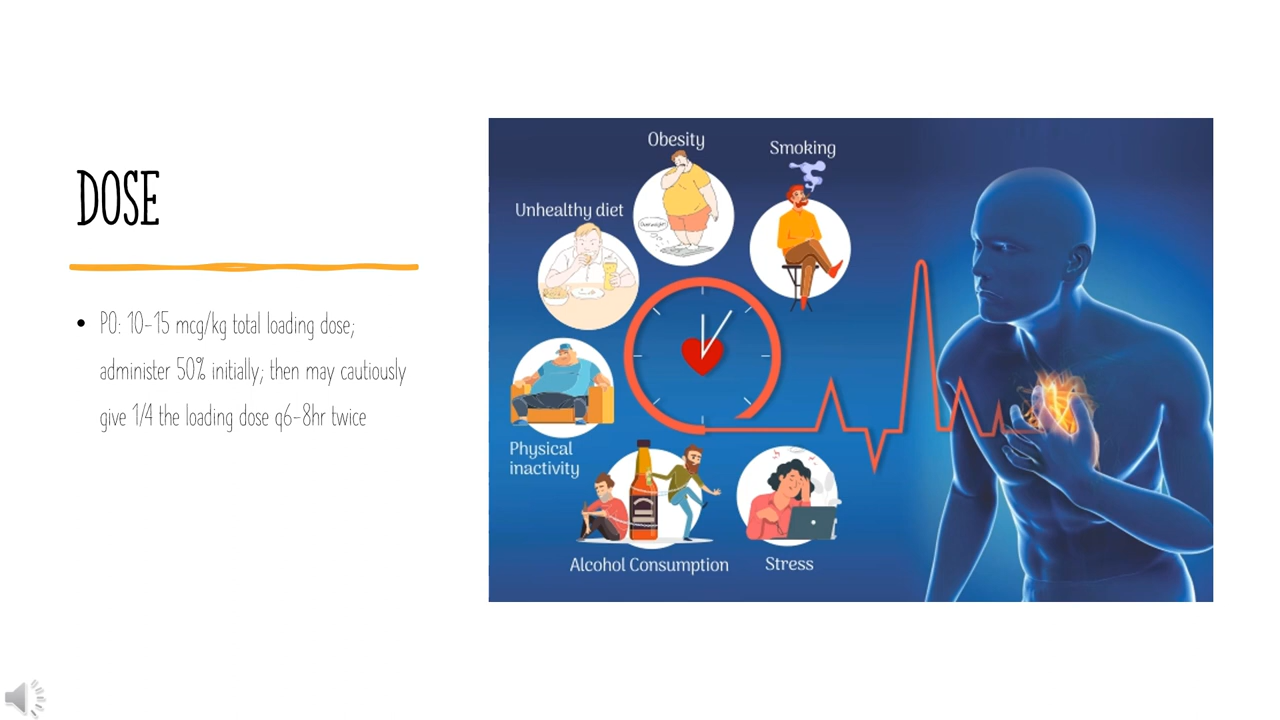 DOSE
• PO: 10-15 mcg/kg total loading dose;
administer 50% initially; then may cautiously
give 1/4 the loading dose q6-8hr twice
Obesity
Smoking
Unhealthy diet
Physical
inactivity
Alcohol Consumption
Stress